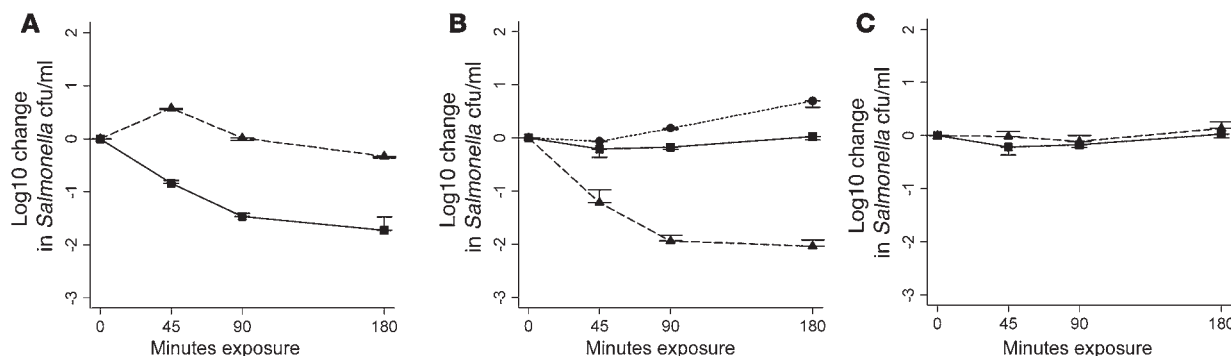 A
Log10 change
in Salmonella cfu/ml
2
1
0
-1
-2
-3
0 45 90 180
Minutes exposure
B
Log10 change
in Salmonella cfu/ml
2
1
0
-1
-2
-3
0 45 90 180
Minutes exposure
C
Log10 change
in Salmonella cfu/ml
2
1
0
-1
-2
-3
0 45 90 180
Minutes exposure